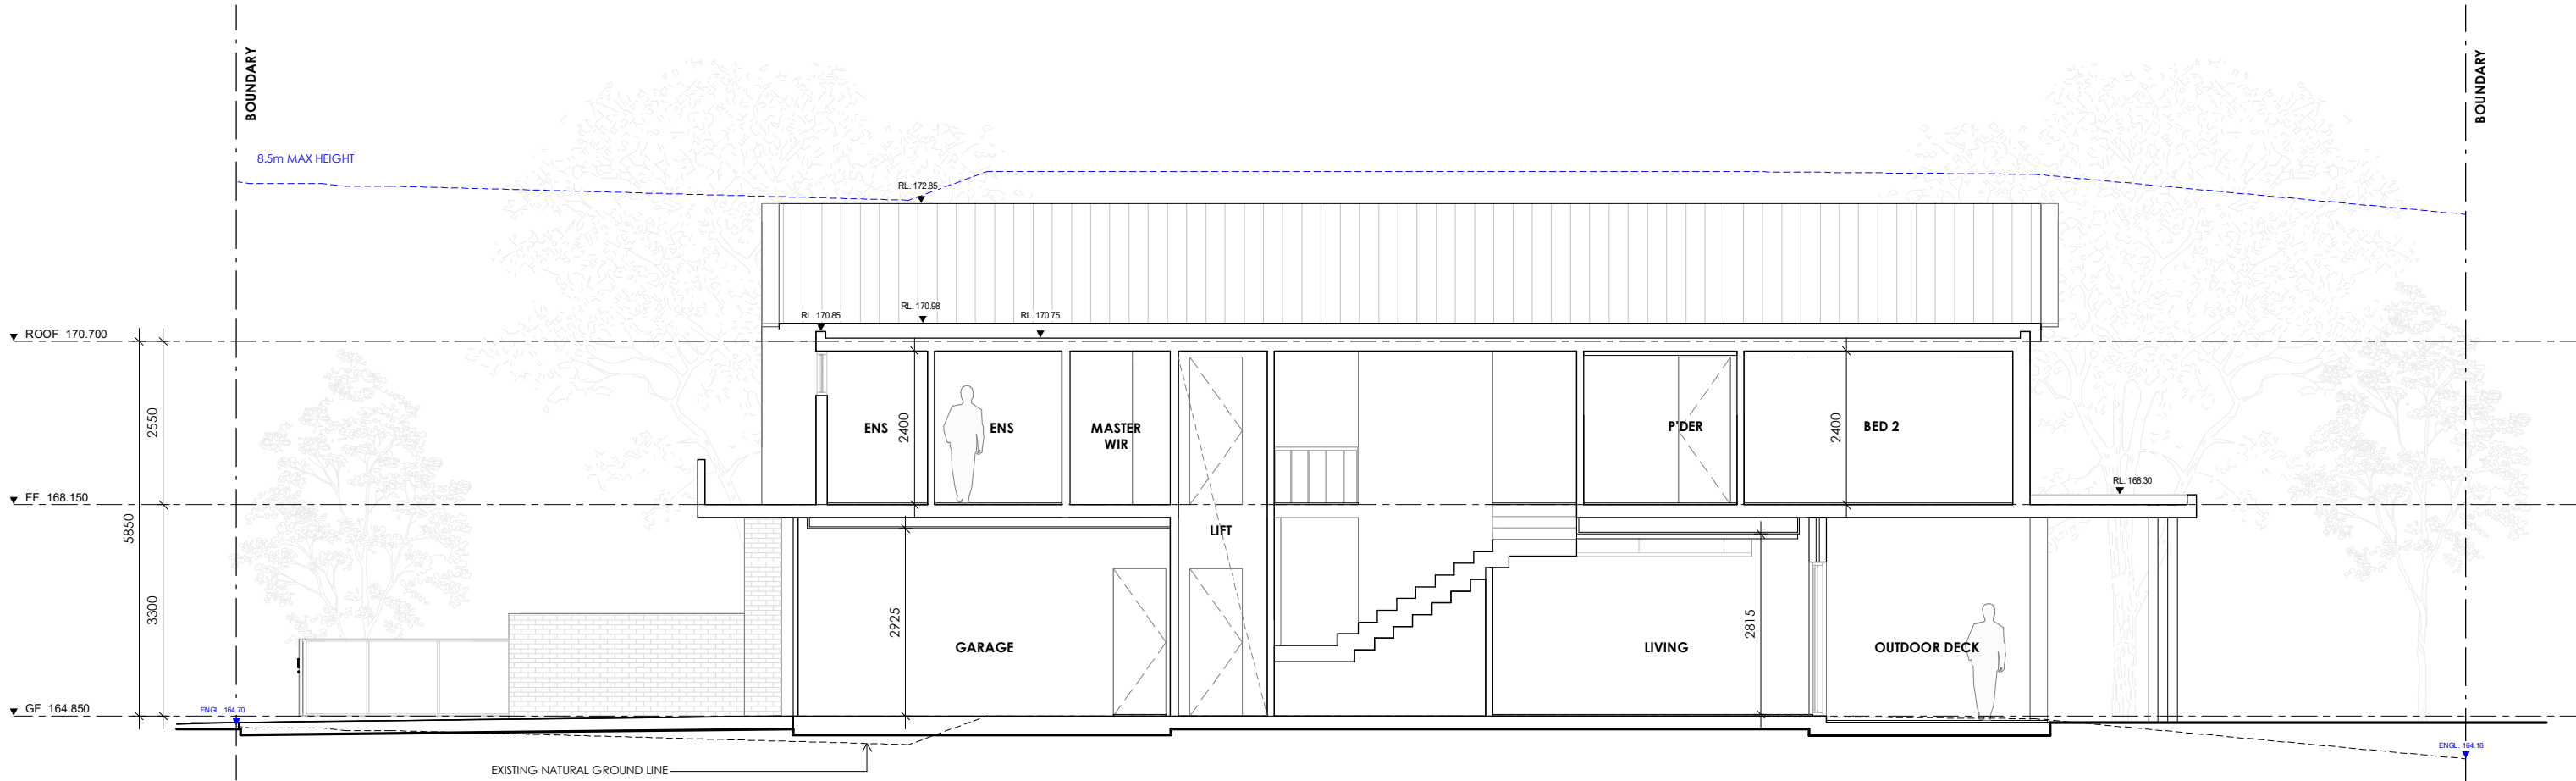 BOUNDARY
BOUNDARY
8.5m MAX HEIGHT
RL. 172.85
RL. 170.85
RL. 170.98
RL. 170.75
ROOF 170.700
2550
2400
2400
ENS
ENS
MASTER
WIR
P'DER
BED 2
RL. 168.30
FF 168.150
5850
LIFT
3300
2925
2815
GARAGE
LIVING
OUTDOOR DECK
GF 164.850
ENGL. 164.70
ENGL. 164.18
EXISTING NATURAL GROUND LINE